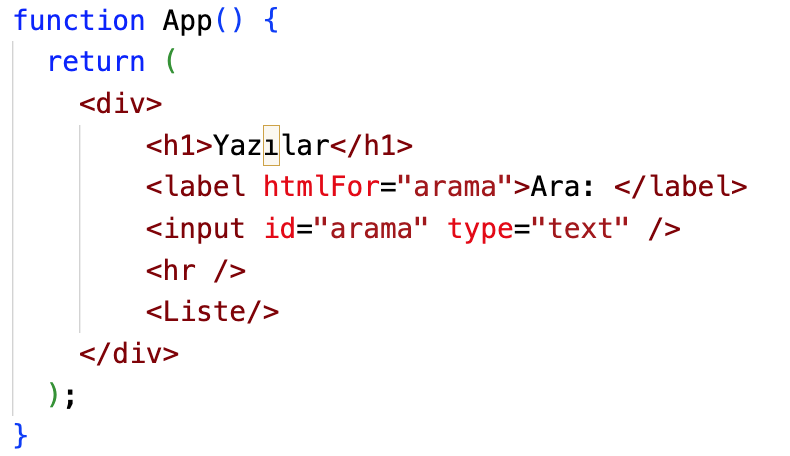 function App() {
  return (
    <div>
        <h1>Yazılar</h1>
        <label htmlFor="arama">Ara: </label>
        <input id="arama" type="text" />
        <hr />
        <Liste/>
    </div>
  );
}